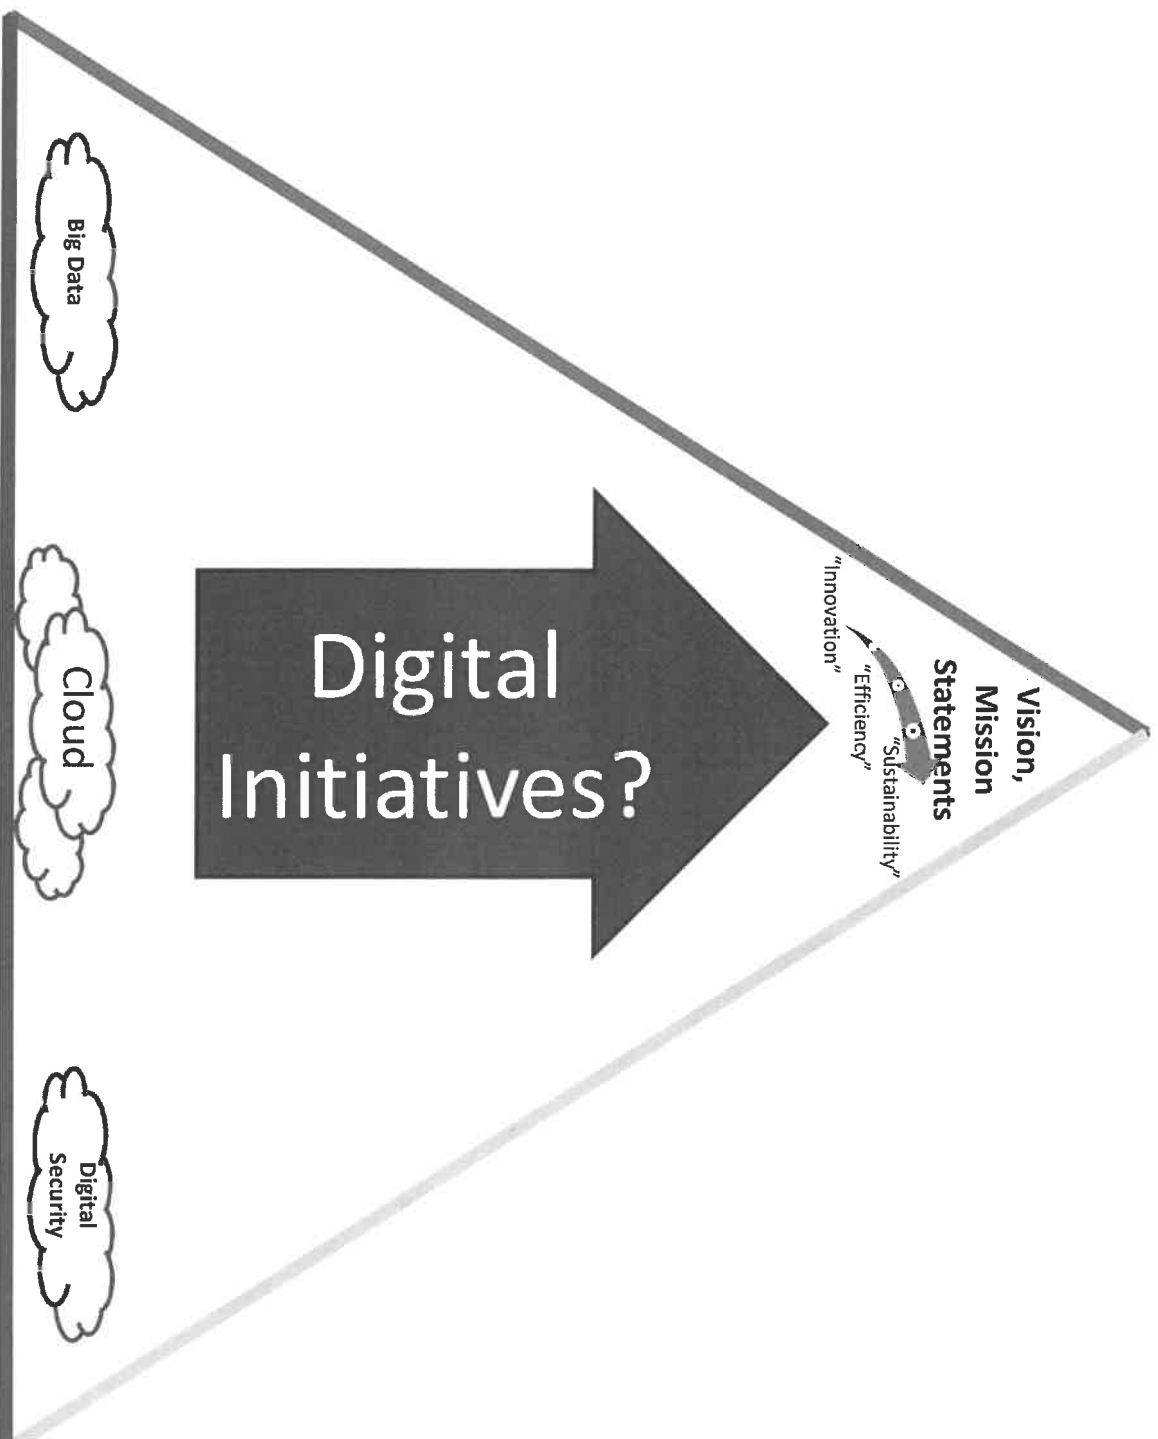 Vision,
Mission
Statements
“Innovation”
“Efficiency”
“Sustainability”
Digital
Initiatives?
Big Data
Cloud
Digital
Security